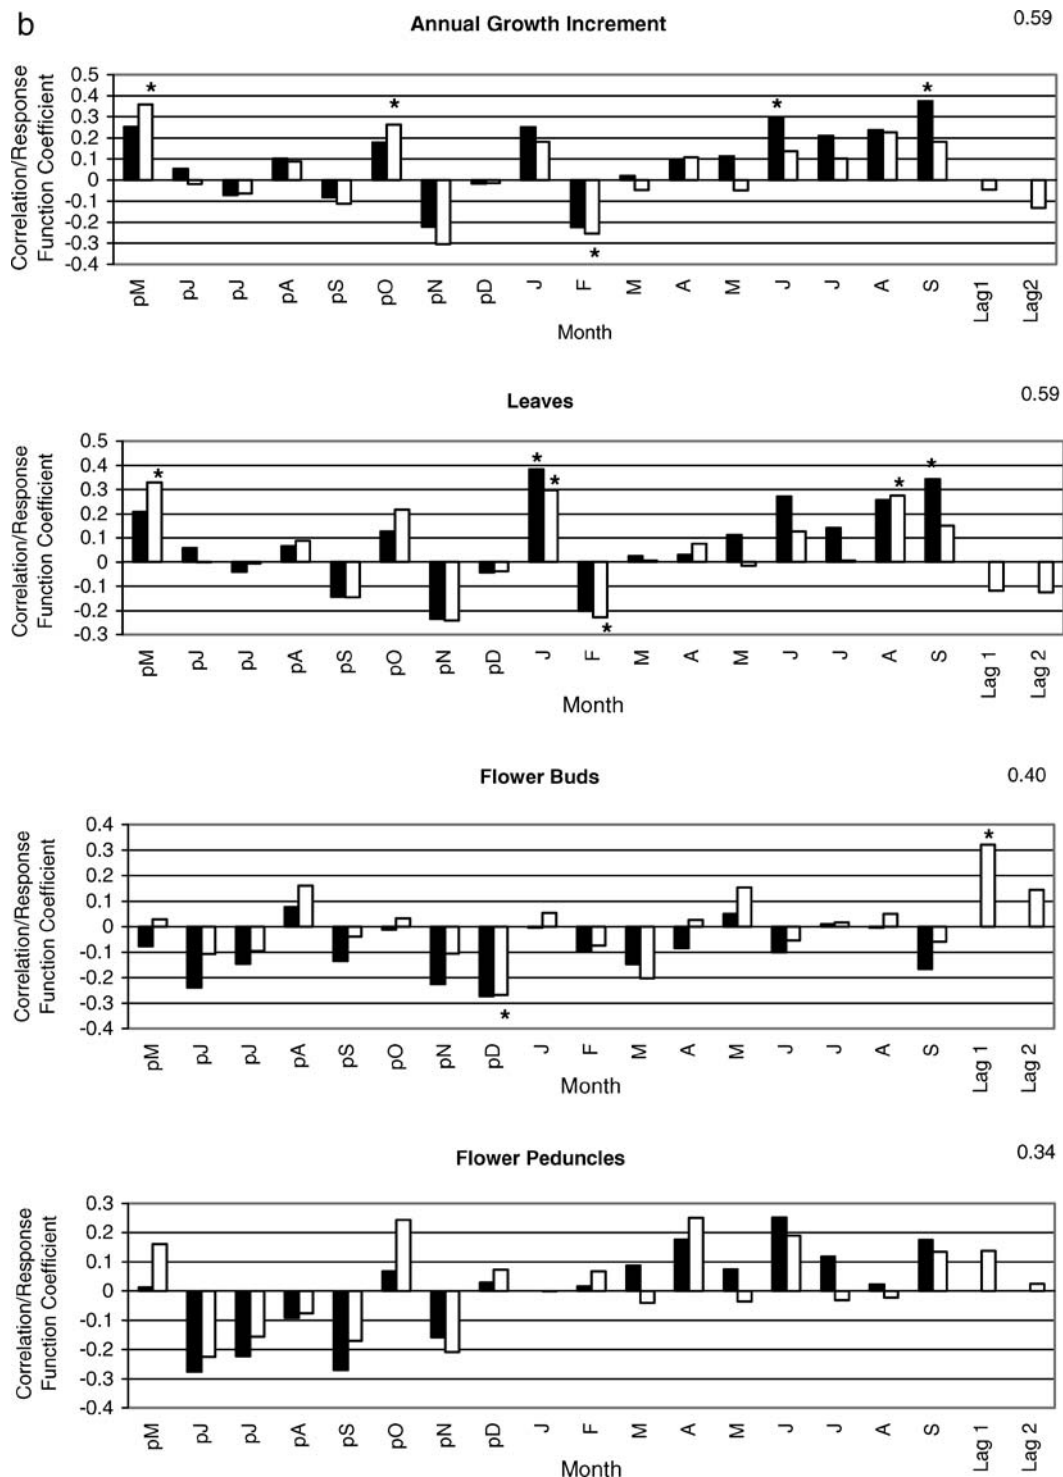 b
Annual Growth Increment
0.59
Correlation/Response
Function Coefficient
0.5
0.4
0.3
0.2
0.1
0
-0.1
-0.2
-0.3
-0.4
*
*
*
*
*
pM pJ pJ pA pS pO pN pD J F M A M J J A S Lag1 Lag2
Month
Leaves
0.59
Correlation/Response
Function Coefficient
0.5
0.4
0.3
0.2
0.1
0
-0.1
-0.2
-0.3
*
*
*
*
*
*
pM pJ pJ pA pS pO pN pD J F M A M J J A S Lag 1 Lag 2
Month
Flower Buds
0.40
Correlation/Response
Function Coefficient
0.4
0.3
0.2
0.1
0
-0.1
-0.2
-0.3
-0.4
*
*
pM pJ pJ pA pS pO pN pD J F M A M J J A S Lag 1 Lag 2
Month
Flower Peduncles
0.34
Correlation/Response
Function Coefficient
0.3
0.2
0.1
0
-0.1
-0.2
-0.3
-0.4
pM pJ pJ pA pS pO pN pD J F M A M J J A S Lag 1 Lag 2
Month